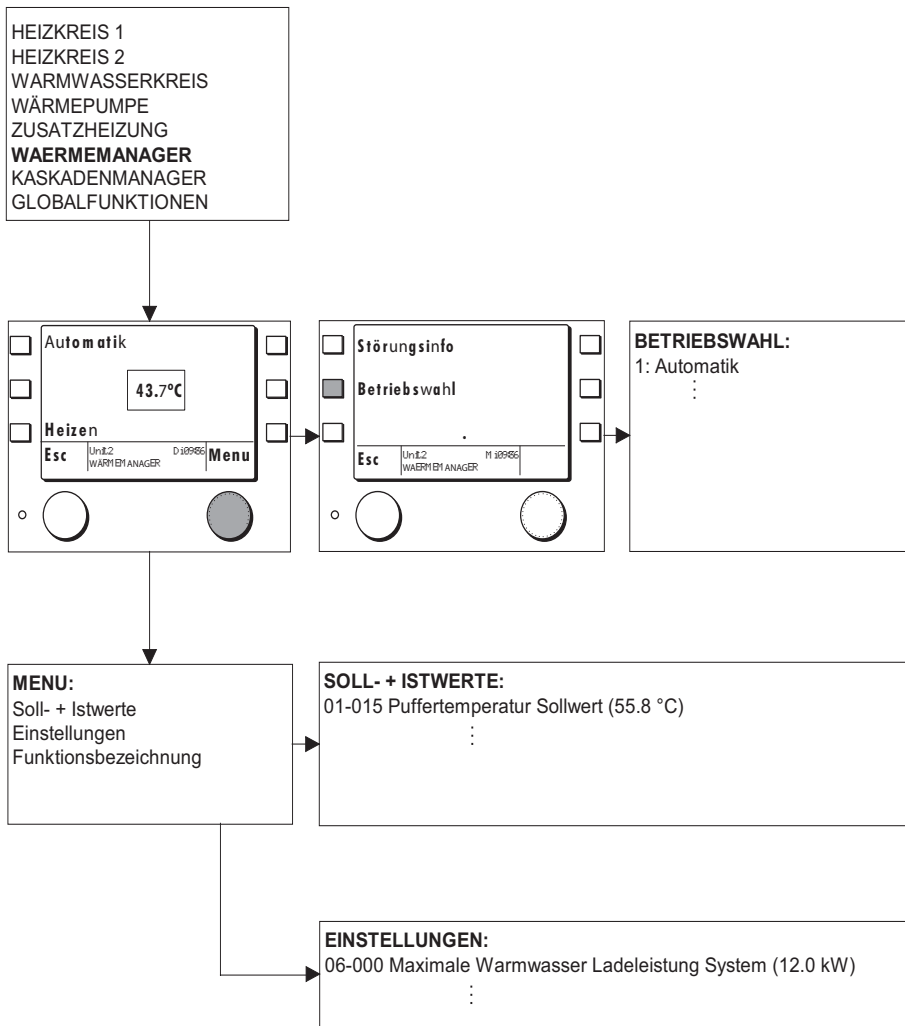 HEIZKREIS 1
HEIZKREIS 2
WARMWASSERKREIS
WÄRMEPUMPE
ZUSATZHEIZUNG
WAERMEMANAGER
KASKADENMANAGER
GLOBALFUNKTIONEN
Automatik
43.7°C
Heizen
Esc
WÄRMEMANAGER
Menu
Störungsinfo
Betriebswahl
Esc
WAERMEMANAGER
BETRIEBSWAHL:
1: Automatik
MENU:
Soll- + Istwerte
Einstellungen
Funktionsbezeichnung
SOLL- + ISTWERTE:
01-015 Puffertemperatur Sollwert (55.8 °C)
EINSTELLUNGEN:
06-000 Maximale Warmwasser Ladeleistung System (12.0 kW)